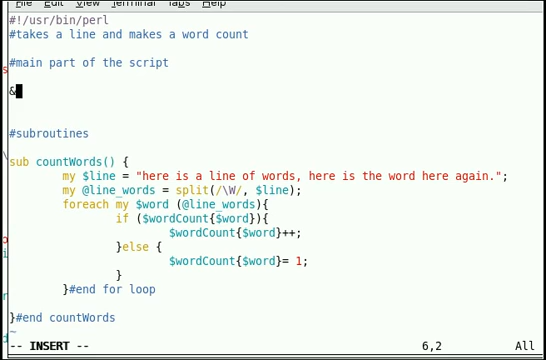 File Edit View Terminal Tabs Help
#!/usr/bin/perl
#takes a line and makes a word count
#main part of the script
&
#subroutines
sub countWords() {
my $line = "here is a line of words, here is the word here again.";
my @line_words = split(/\W/, $line);
foreach my $word (@line_words){
if ($wordCount{$word}){
$wordCount{$word}++;
}else {
$wordCount{$word}= 1;
}
}#end for loop
}#end countWords
~
-- INSERT -- 6,2 All